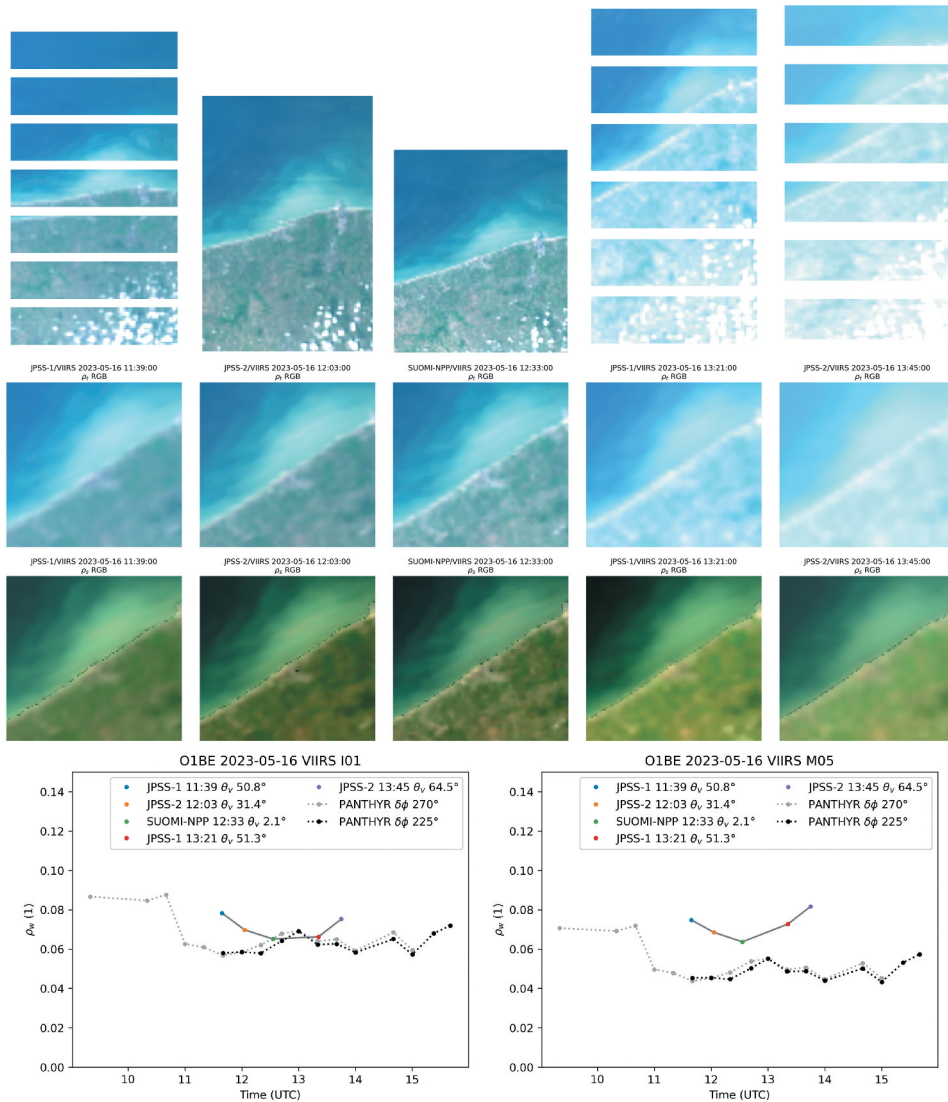 JPSS-1/VIIRS 2023-05-16 11:39:00
ρt RGB
JPSS-2/VIIRS 2023-05-16 12:03:00
ρt RGB
SUOMI-NPP/VIIRS 2023-05-16 12:33:00
ρt RGB
JPSS-1/VIIRS 2023-05-16 13:21:00
ρt RGB
JPSS-2/VIIRS 2023-05-16 13:45:00
ρt RGB
JPSS-1/VIIRS 2023-05-16 11:39:00
ρs RGB
JPSS-2/VIIRS 2023-05-16 12:03:00
ρs RGB
SUOMI-NPP/VIIRS 2023-05-16 12:33:00
ρs RGB
JPSS-1/VIIRS 2023-05-16 13:21:00
ρs RGB
JPSS-2/VIIRS 2023-05-16 13:45:00
ρs RGB
O1BE 2023-05-16 VIIRS I01
JPSS-1 11:39 θv 50.8°
JPSS-2 12:03 θv 31.4°
SUOMI-NPP 12:33 θv 2.1°
JPSS-1 13:21 θv 51.3°
JPSS-2 13:45 θv 64.5°
PANTHYR δϕ 270°
PANTHYR δϕ 225°
0.14
0.12
0.10
0.08
0.06
0.04
0.02
0.00
ρw (1)
10 11 12 13 14 15
Time (UTC)
O1BE 2023-05-16 VIIRS M05
JPSS-1 11:39 θv 50.8°
JPSS-2 12:03 θv 31.4°
SUOMI-NPP 12:33 θv 2.1°
JPSS-1 13:21 θv 51.3°
JPSS-2 13:45 θv 64.5°
PANTHYR δϕ 270°
PANTHYR δϕ 225°
0.14
0.12
0.10
0.08
0.06
0.04
0.02
0.00
ρw (1)
10 11 12 13 14 15
Time (UTC)